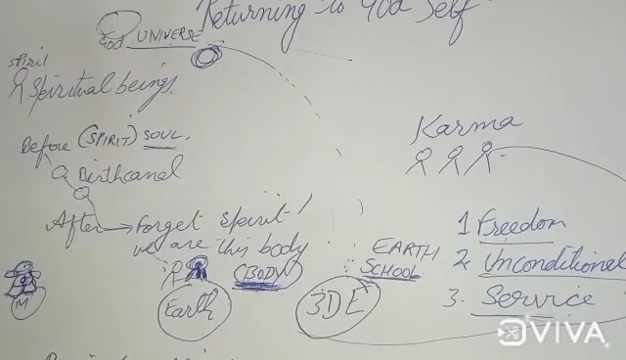 Returning to God Self
God UNIVERSE
spirit
Spiritual beings.
Karma
Before (SPIRIT) SOUL.
Birthcanel
After → Forget Spirit!
we are this body
(BODY)
EARTH
SCHOOL
1 Freedom
2 Unconditional
3. Service
M
Earth
3DE
VIVA